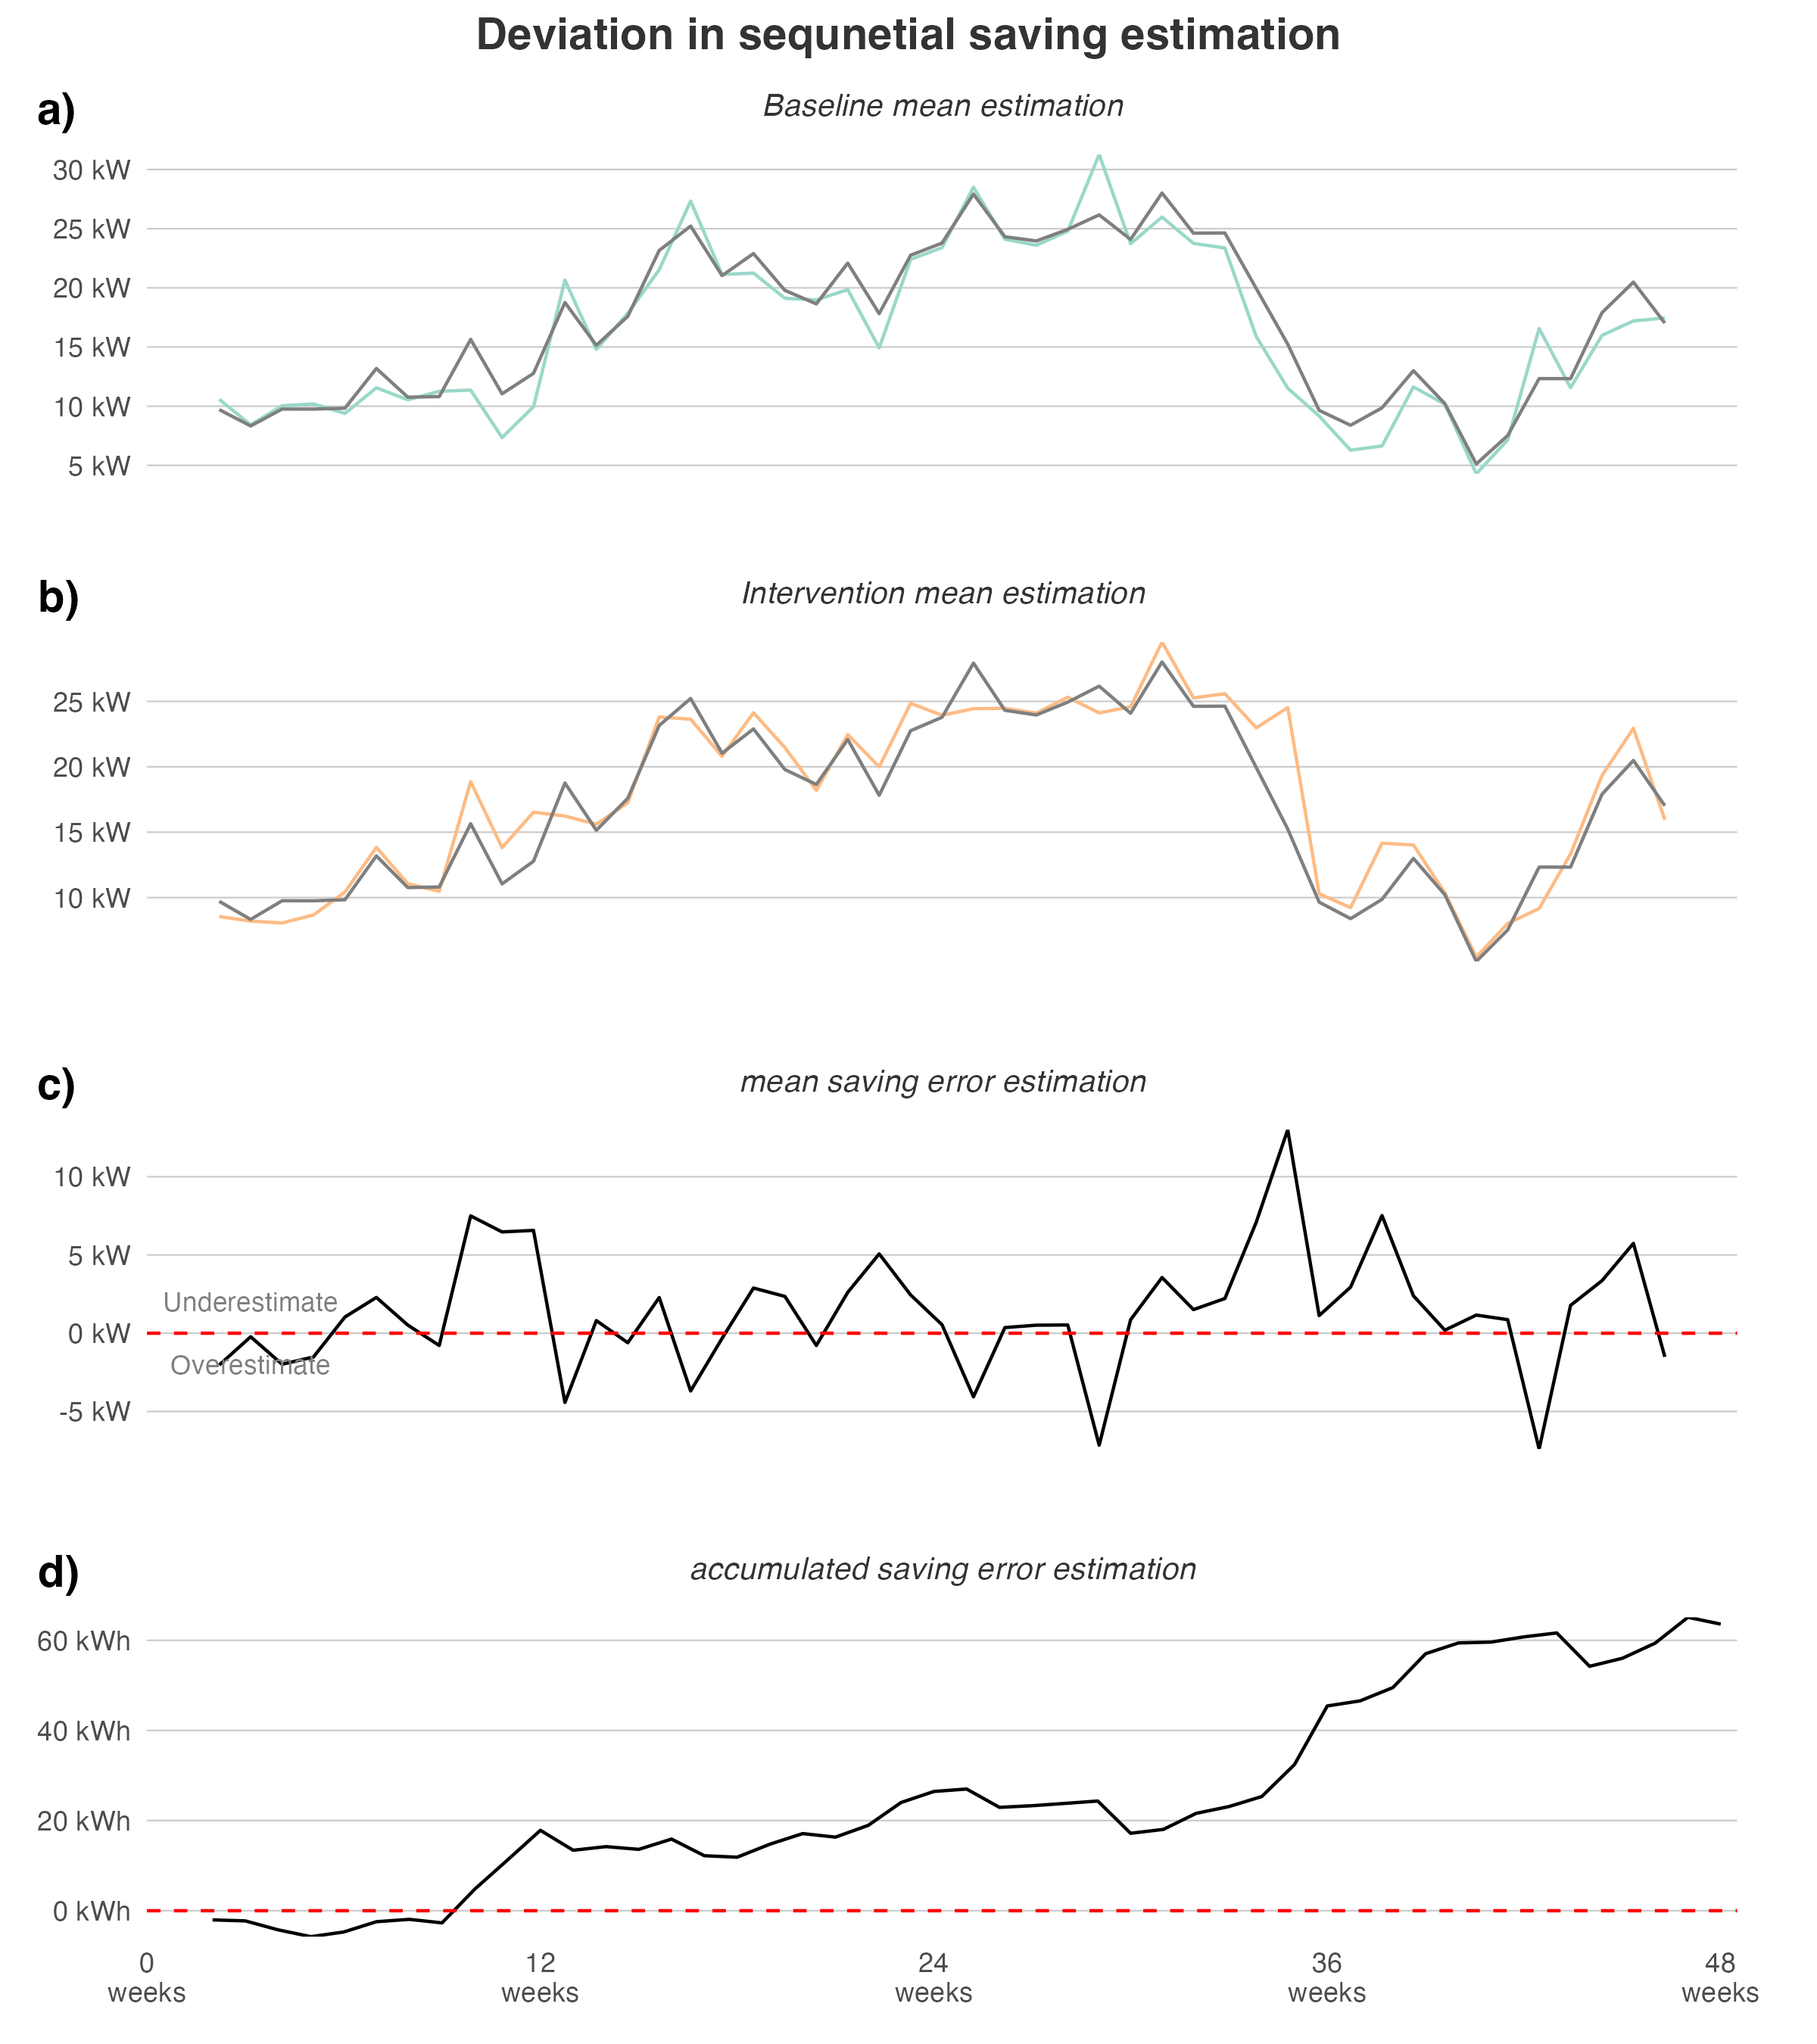 Deviation in sequnetial saving estimation
a)
Baseline mean estimation
30 kW
25 kW
20 kW
15 kW
10 kW
5 kW
b)
Intervention mean estimation
25 kW
20 kW
15 kW
10 kW
c)
mean saving error estimation
10 kW
5 kW
Underestimate
0 kW
Overestimate
-5 kW
d)
accumulated saving error estimation
60 kWh
40 kWh
20 kWh
0 kWh
0 12 24 36 48
weeks weeks weeks weeks weeks